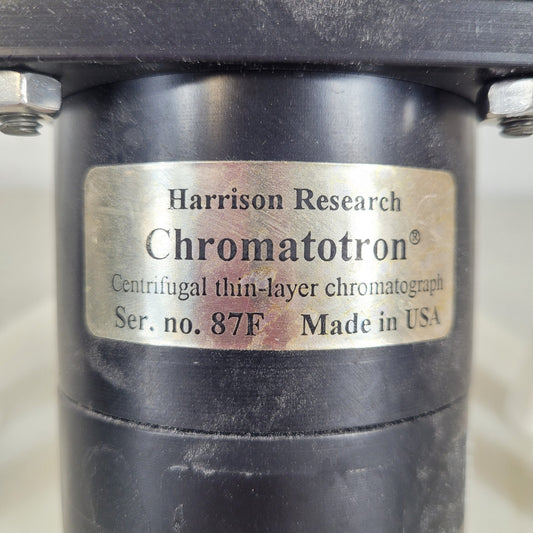 Harrison Research
Chromatotron®
Centrifugal thin-layer chromatograph
Ser. no. 87F Made in USA